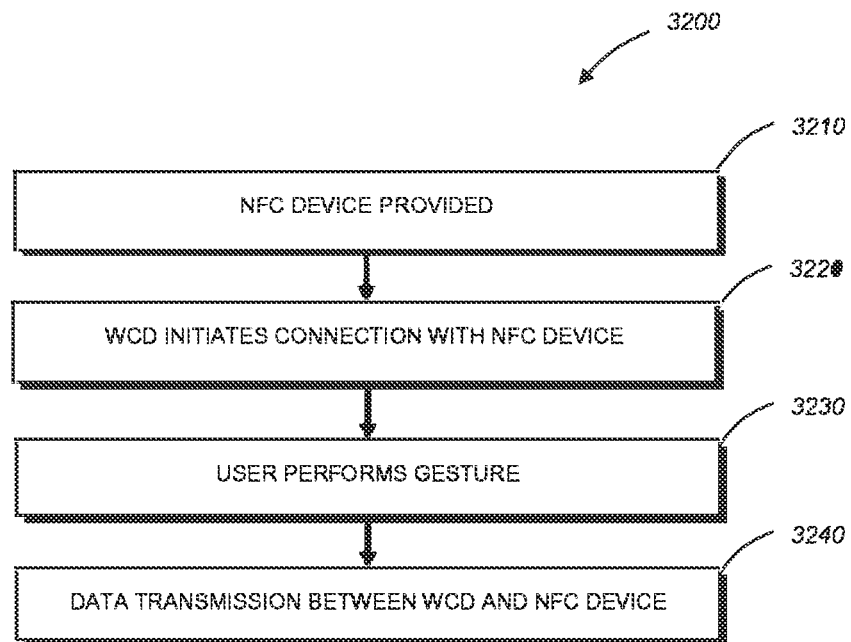 3200
3210
NFC DEVICE PROVIDED
3220
WCD INITIATES CONNECTION WITH NFC DEVICE
3230
USER PERFORMS GESTURE
3240
DATA TRANSMISSION BETWEEN WCD AND NFC DEVICE